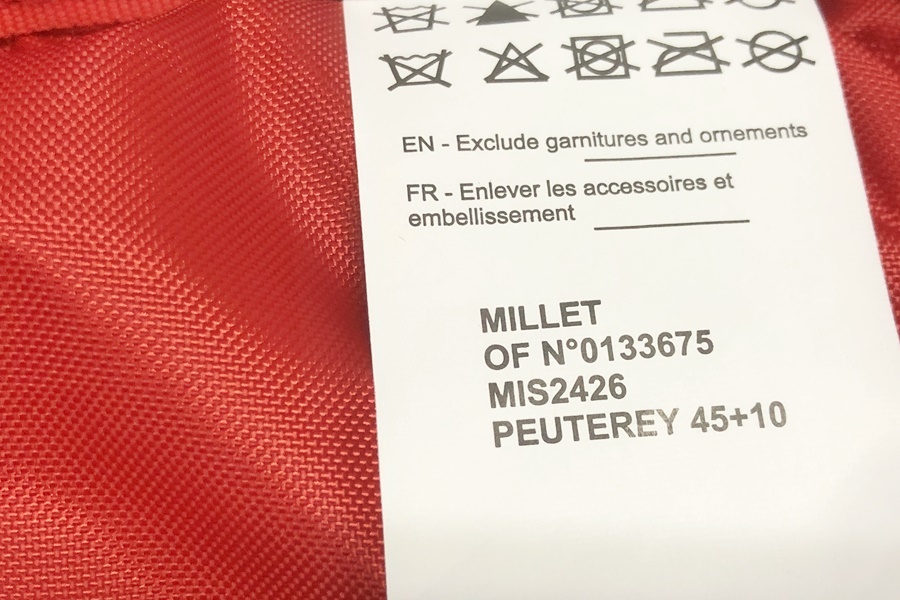 EN - Exclude garnitures and ornements
FR - Enlever les accessoires et
embellissement
MILLET
OF N°0133675
MIS2426
PEUTEREY 45+10